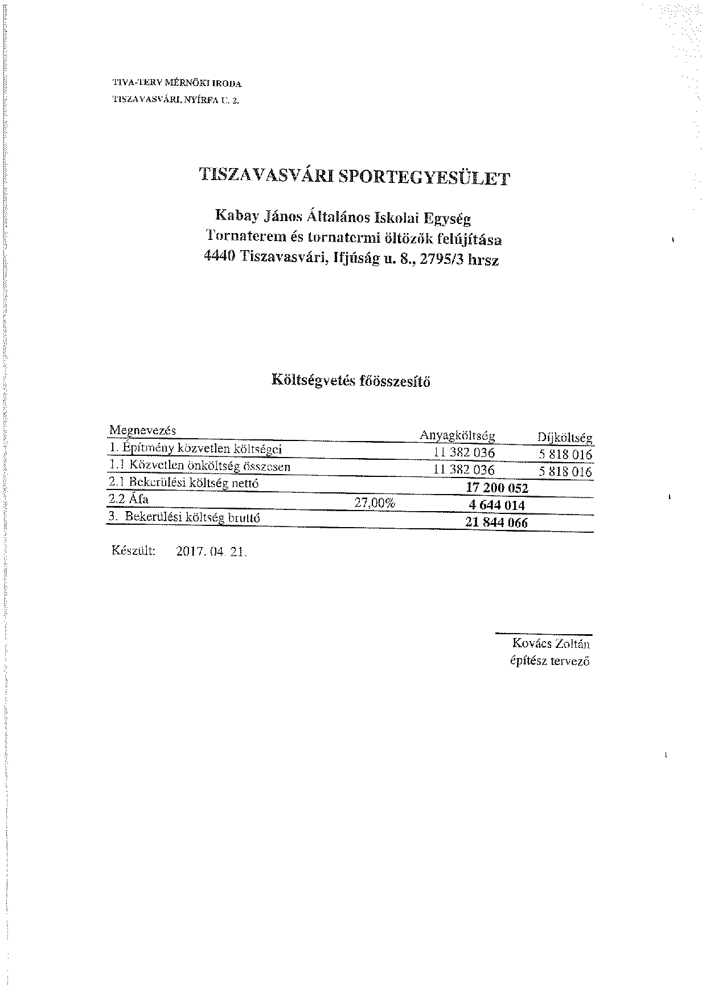 TIVA-TERV MÉRNÖKI IRODA
TISZAVASVÁRI, NYÍRFA U. 2.
TISZAVASVÁRI SPORTEGYESÜLET
Kabay János Általános Iskolai Egység
Tornaterem és tornatermi öltözők felújítása
4440 Tiszavasvári, Ifjúság u. 8., 2795/3 hrsz
Költségvetés főösszesítő
Megnevezés Anyagköltség Díjköltség
1. Építmény közvetlen költségei 11 382 036 5 818 016
1.1 Közvetlen önköltség összesen 11 382 036 5 818 016
2.1 Bekerülési költség nettó 17 200 052
2.2 Áfa 27,00% 4 644 014
3. Bekerülési költség bruttó 21 844 066
Készült: 2017. 04. 21.
Kovács Zoltán
építész tervező